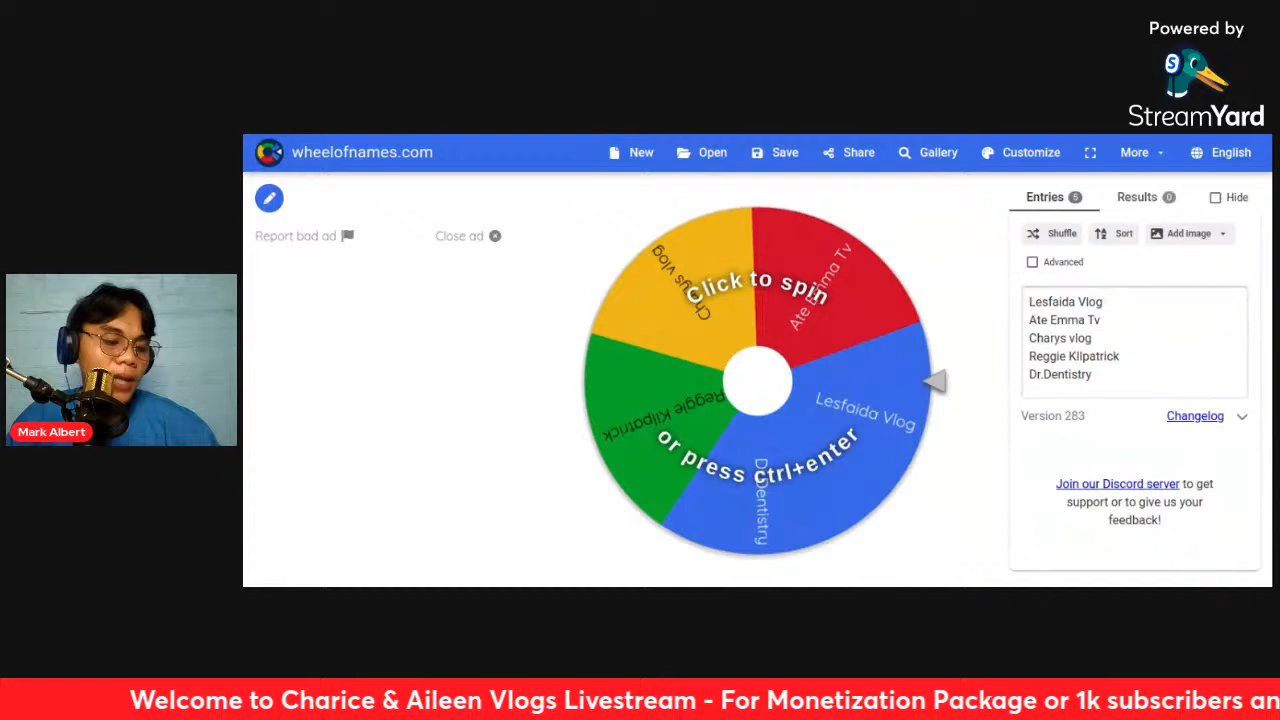 Powered by
StreamYard
wheelofnames.com
New
Open
Save
Share
Gallery
Customize
More
English
Report bad ad
Close ad
Entries 5
Results 0
Hide
Shuffle
Sort
Add image
Advanced
Lesfaida Vlog
Ate Emma Tv
Charys vlog
Reggie KIlpatrick
Dr.Dentistry
Version 283
Changelog
Join our Discord server to get
support or to give us your
feedback!
Charys vlog
Ate Emma Tv
Click to spin
Reggie KIlpatrick
Lesfaida Vlog
or press ctrl+enter
Dr.Dentistry
Mark Albert
Welcome to Charice & Aileen Vlogs Livestream - For Monetization Package or 1k subscribers an